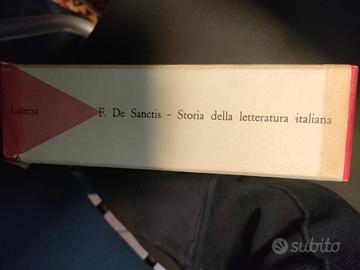 Laterza
F. De Sanctis - Storia della letteratura italiana
subito